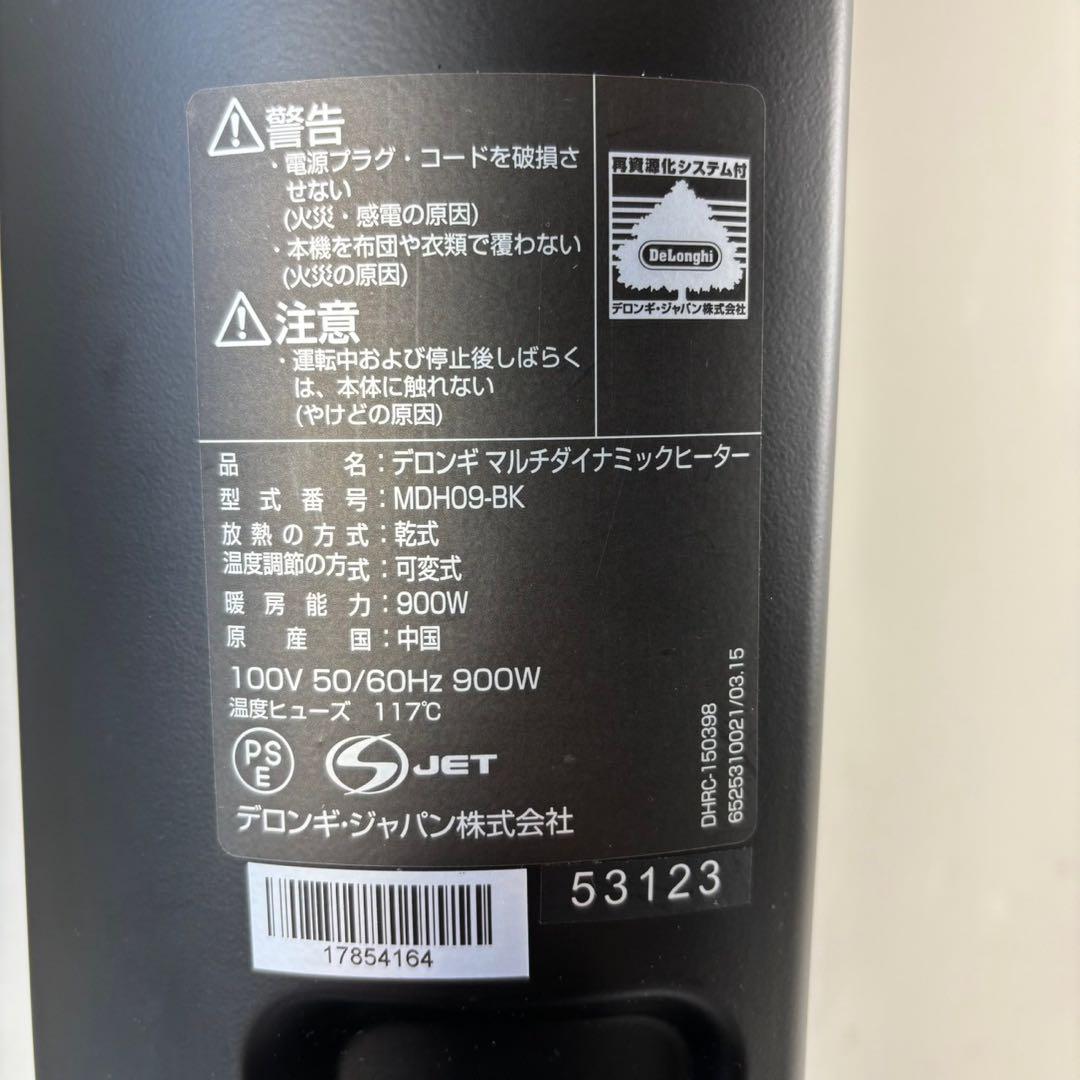 警告
・電源プラグ・コードを破損さ
せない
(火災・感電の原因)
・本機を布団や衣類で覆わない
(火災の原因)
注意
・運転中および停止後しばらく
は、本体に触れない
(やけどの原因)
再資源化システム付
DeLonghi
デロンギ・ジャパン株式会社
品名：デロンギ マルチダイナミックヒーター
型式番号：MDH09-BK
放熱の方式：乾式
温度調節の方式：可変式
暖房能力：900W
原産国：中国
100V 50/60Hz 900W
温度ヒューズ 117℃
PSE
JET
デロンギ・ジャパン株式会社
DHRC-150398
6525310021/03.15
17854164
53123